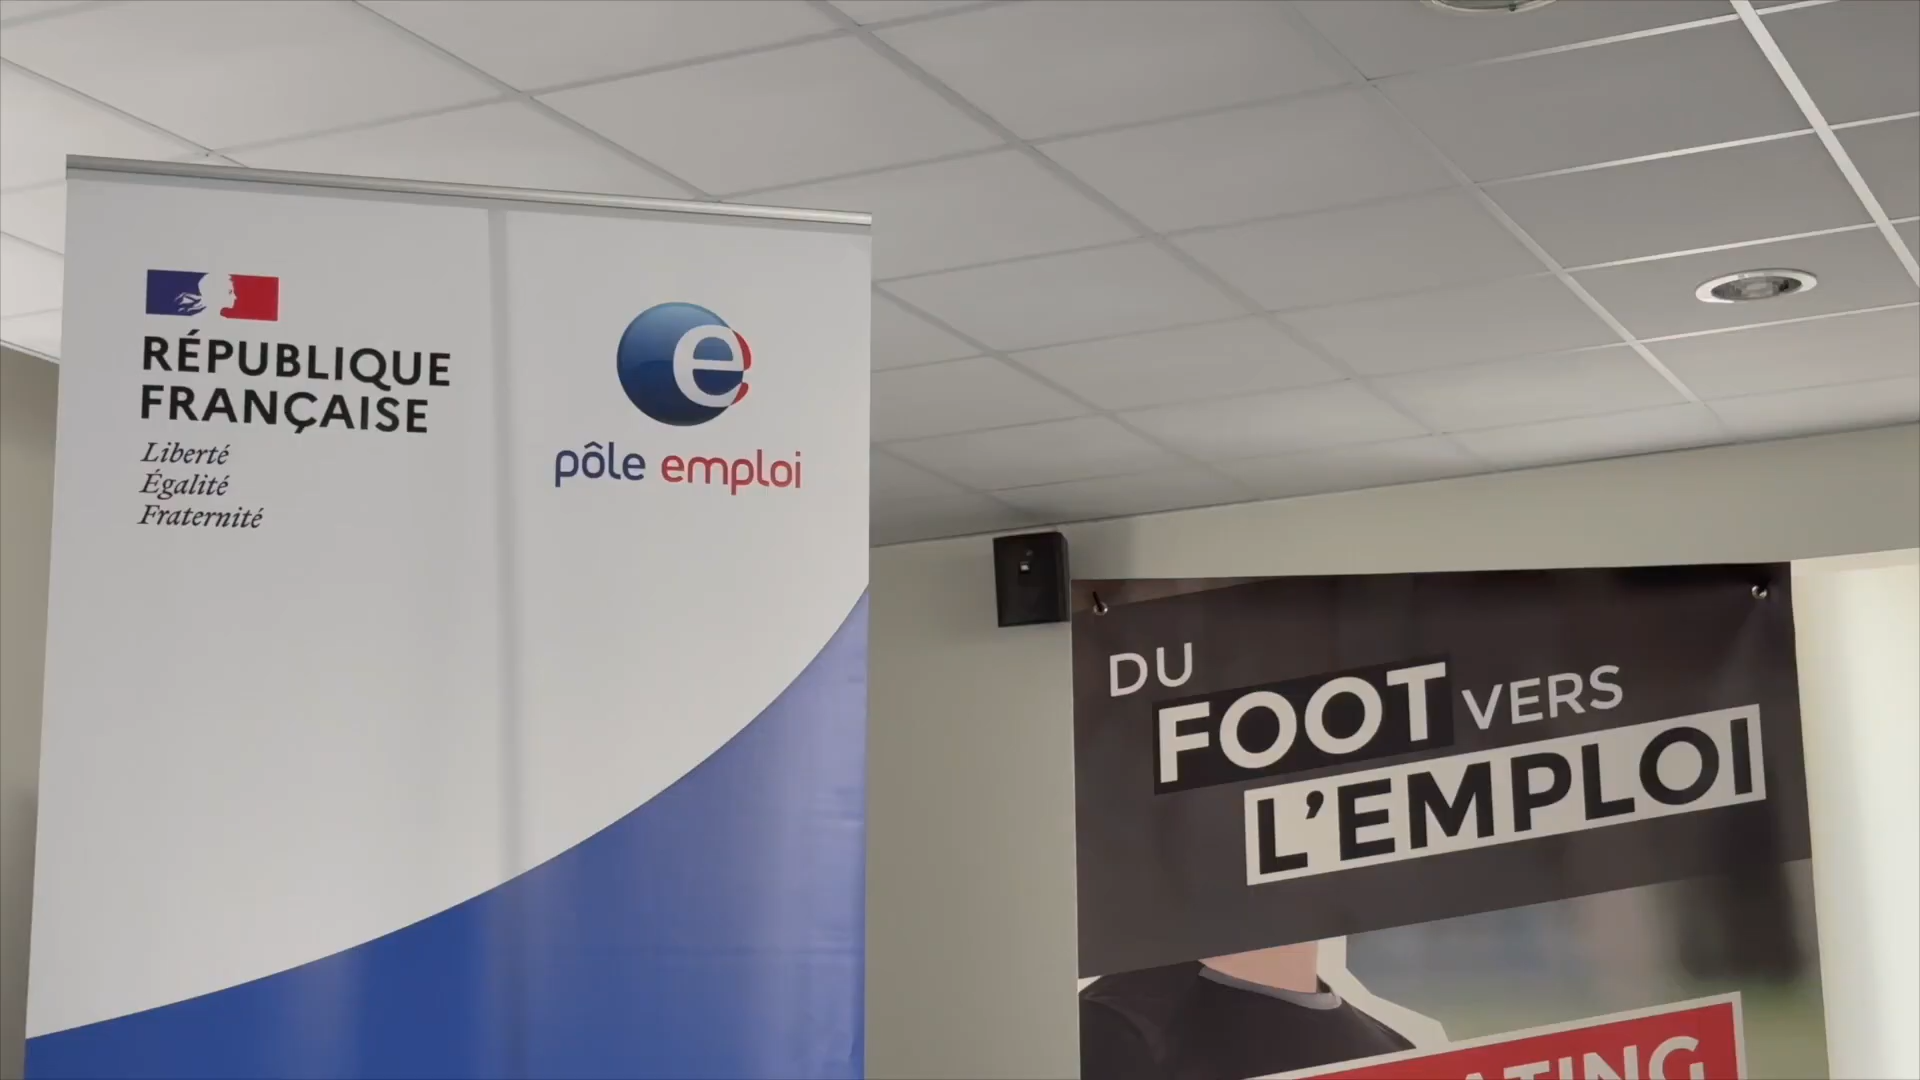 RÉPUBLIQUE
FRANÇAISE
Liberté
Égalité
Fraternité
e
pôle emploi
DU
FOOT VERS
L'EMPLOI